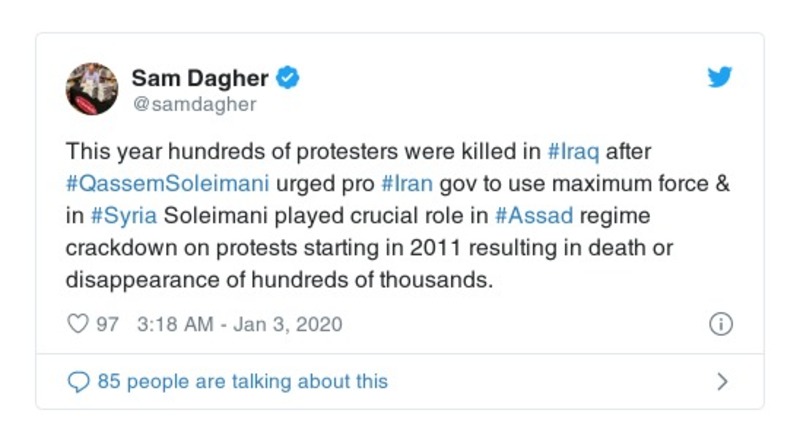 Sam Dagher
@samdagher
This year hundreds of protesters were killed in #Iraq after
#QassemSoleimani urged pro #Iran gov to use maximum force &
in #Syria Soleimani played crucial role in #Assad regime
crackdown on protests starting in 2011 resulting in death or
disappearance of hundreds of thousands.
97 3:18 AM - Jan 3, 2020
85 people are talking about this